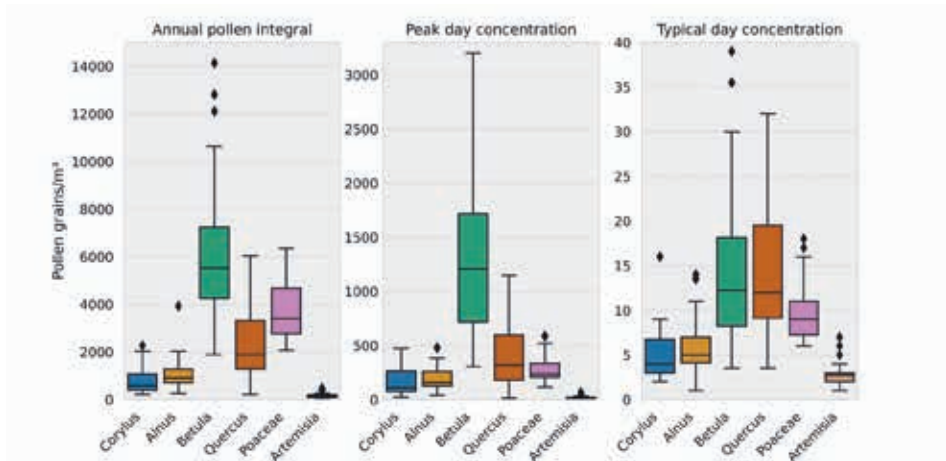 Annual pollen integral
Peak day concentration
Typical day concentration
Pollen grains/m³
14000
12000
10000
8000
6000
4000
2000
0
3000
2500
2000
1500
1000
500
0
40
35
30
25
20
15
10
5
0
Corylus
Alnus
Betula
Quercus
Poaceae
Artemisia
Corylus
Alnus
Betula
Quercus
Poaceae
Artemisia
Corylus
Alnus
Betula
Quercus
Poaceae
Artemisia